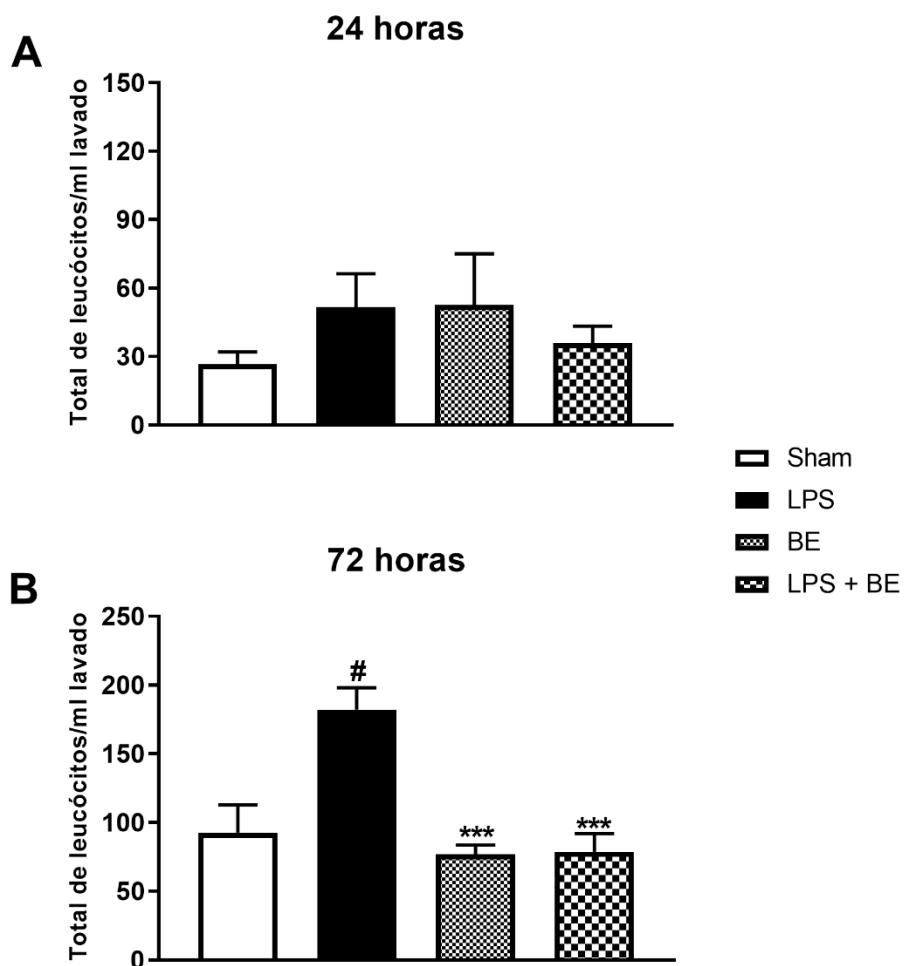 24 horas
A
Total de leucócitos/ml lavado
150
120
90
60
30
0
Sham
LPS
BE
LPS + BE
72 horas
B
Total de leucócitos/ml lavado
250
200
150
100
50
0
#
***
***